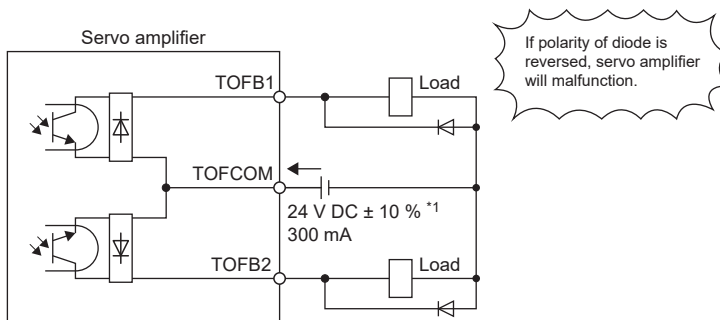 Servo amplifier
If polarity of diode is
reversed, servo amplifier
will malfunction.
TOFB1
Load
TOFCOM
24 V DC ± 10 % *1
300 mA
TOFB2
Load